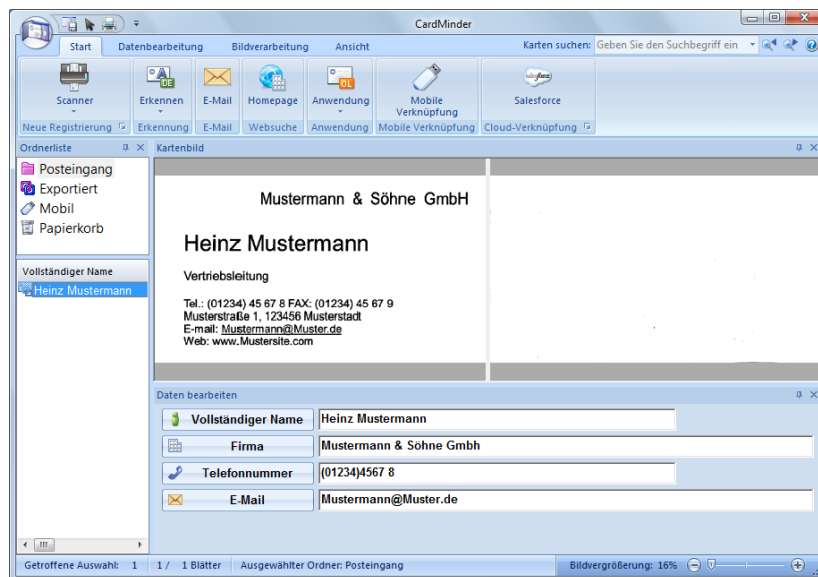 CardMinder
Start Datenbearbeitung Bildverarbeitung Ansicht Karten suchen: Geben Sie den Suchbegriff ein
Scanner Erkennen E-Mail Homepage Anwendung Mobile Verknüpfung Salesforce
Neue Registrierung Erkennung E-Mail Websuche Anwendung Mobile Verknüpfung Cloud-Verknüpfung
Ordnerliste
Posteingang
Exportiert
Mobil
Papierkorb
Vollständiger Name
Heinz Mustermann
Kartenbild
Mustermann & Söhne GmbH
Heinz Mustermann
Vertriebsleitung
Tel.: (01234) 45 67 8 FAX: (01234) 45 67 9
Musterstraße 1, 123456 Musterstadt
E-mail: Mustermann@Muster.de
Web: www.Mustersite.com
Daten bearbeiten
Vollständiger Name Heinz Mustermann
Firma Mustermann & Söhne Gmbh
Telefonnummer (01234)4567 8
E-Mail Mustermann@Muster.de
Getroffene Auswahl: 1 1 / 1 Blätter Ausgewählter Ordner: Posteingang Bildvergrößerung: 16%